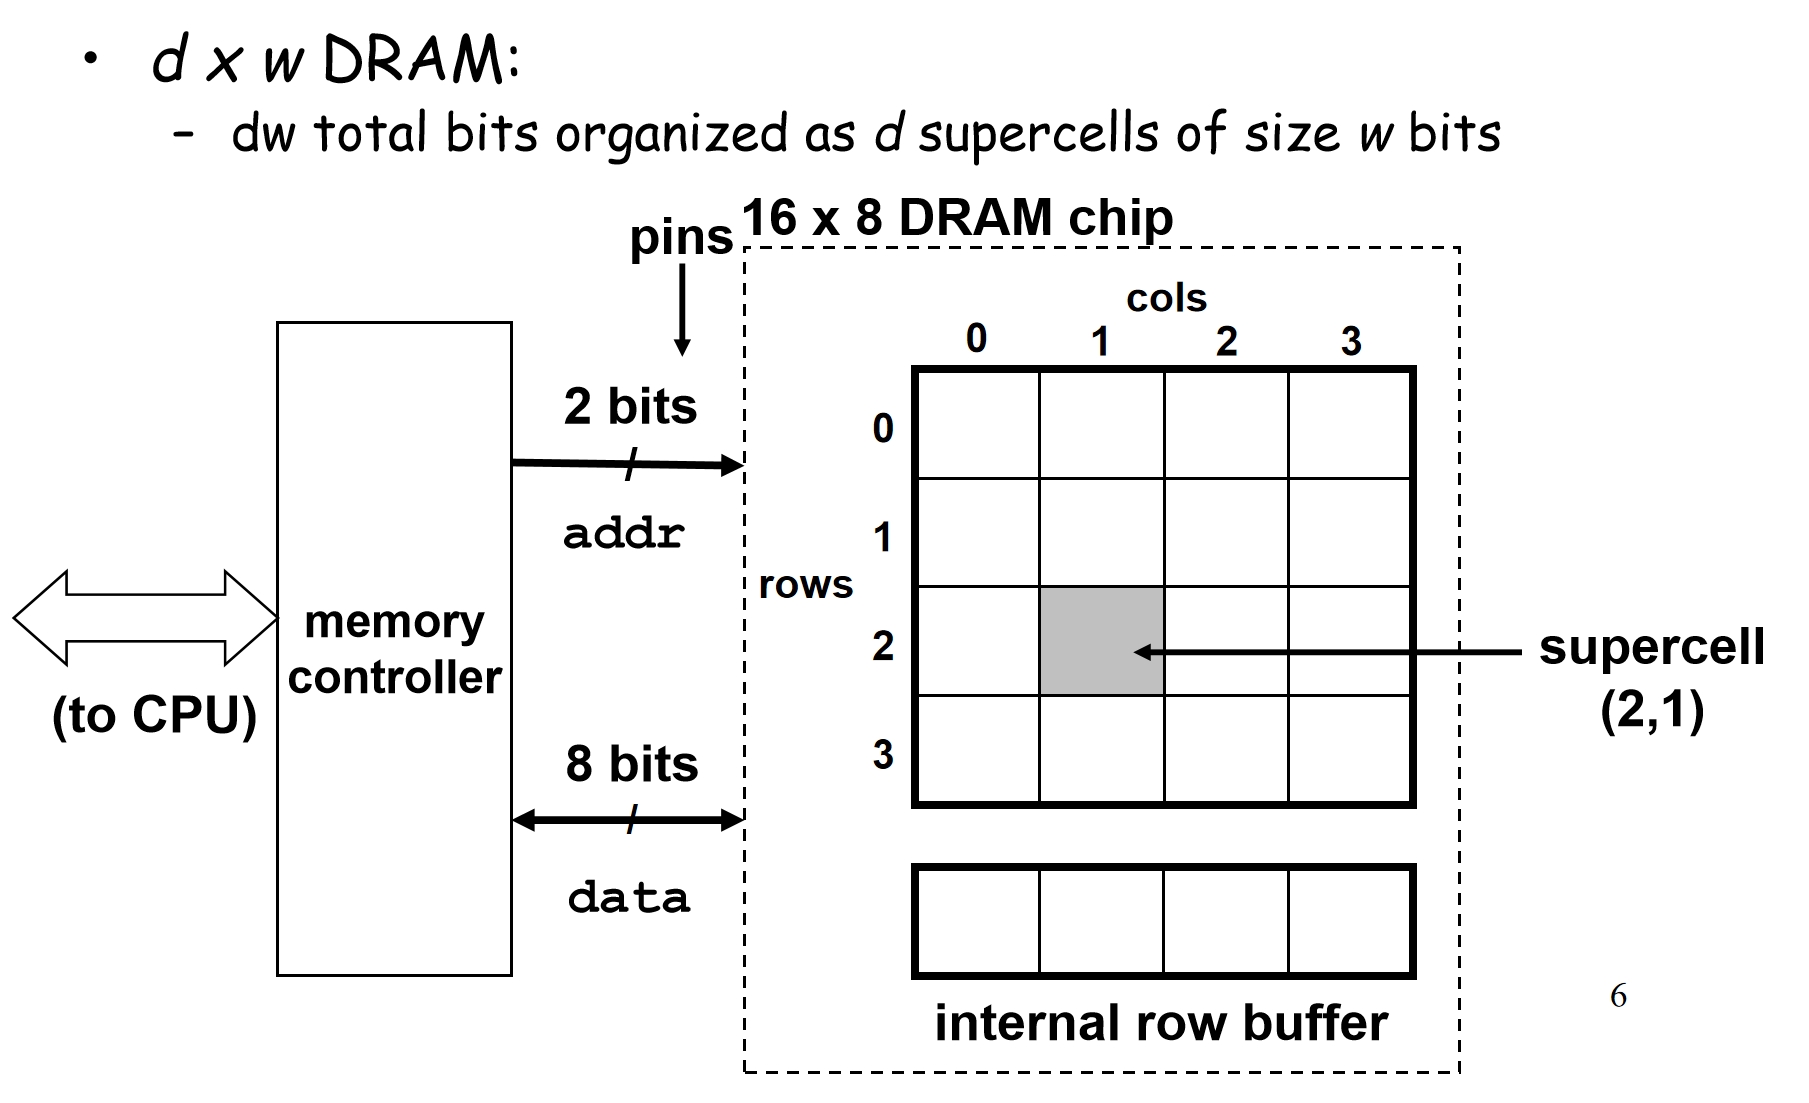 • d x w DRAM:
– dw total bits organized as d supercells of size w bits
16 x 8 DRAM chip
pins
cols
0 1 2 3
2 bits
addr
0
1
rows
2
3
memory
controller
(to CPU)
supercell
(2,1)
8 bits
data
internal row buffer
6